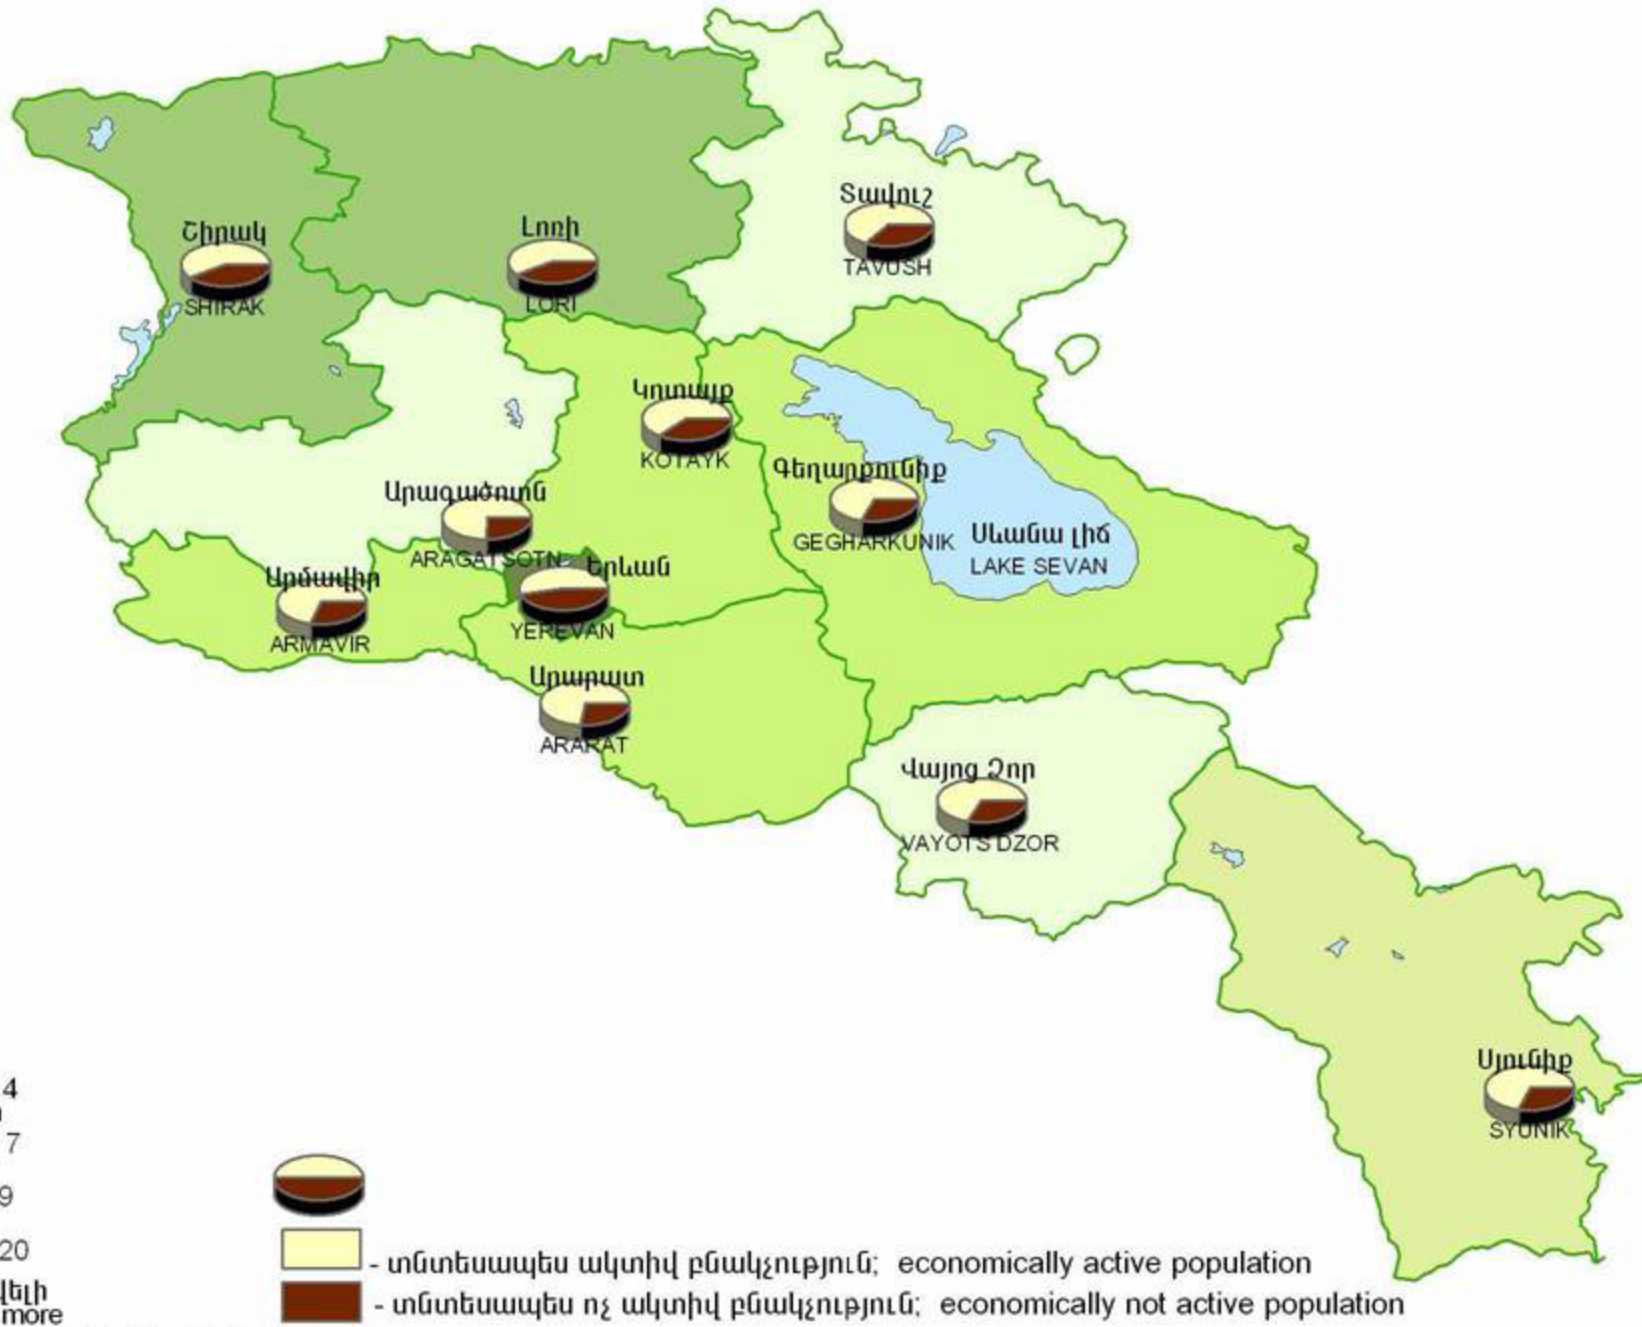 Տավուշ
TAVUSH
Շիրակ
SHIRAK
Լոռի
LORI
Կոտայք
KOTAYK
Գեղարքունիք
GEGHARKUNIK
Սևանա լիճ
LAKE SEVAN
Արագածոտն
ARAGATSOTN
Արմավիր
ARMAVIR
Երևան
YEREVAN
Արարատ
ARARAT
Վայոց Ձոր
VAYOTS DZOR
Սյունիք
SYUNIK
4
7
9
20
more
- տնտեսապես ակտիվ բնակչություն; economically active population
- տնտեսապես ոչ ակտիվ բնակչություն; economically not active population